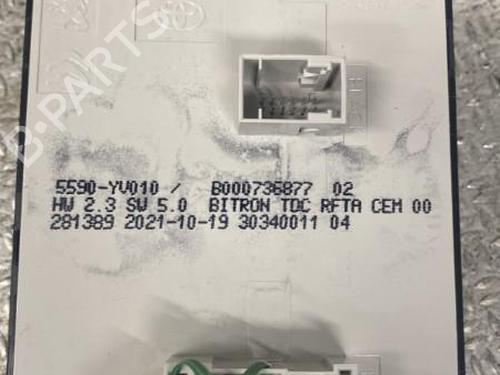 B-PARTS
5590-YV010 / B000736877 02
HW 2.3 SW 5.0 BITRON TDC RFTA CEM 00
281389 2021-10-19 30340011 04